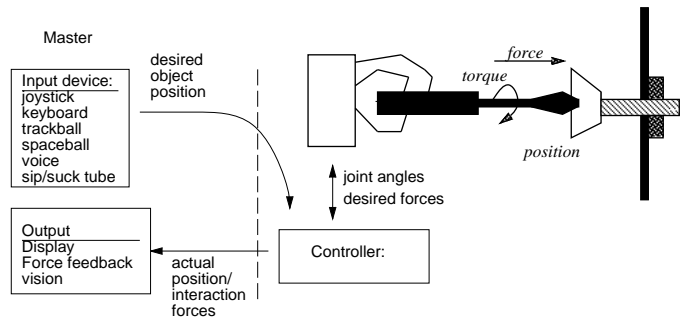 Master
Input device:
joystick
keyboard
trackball
spaceball
voice
sip/suck tube
desired
object
position
force
torque
position
joint angles
desired forces
Output
Display
Force feedback
vision
actual
position/
interaction
forces
Controller: